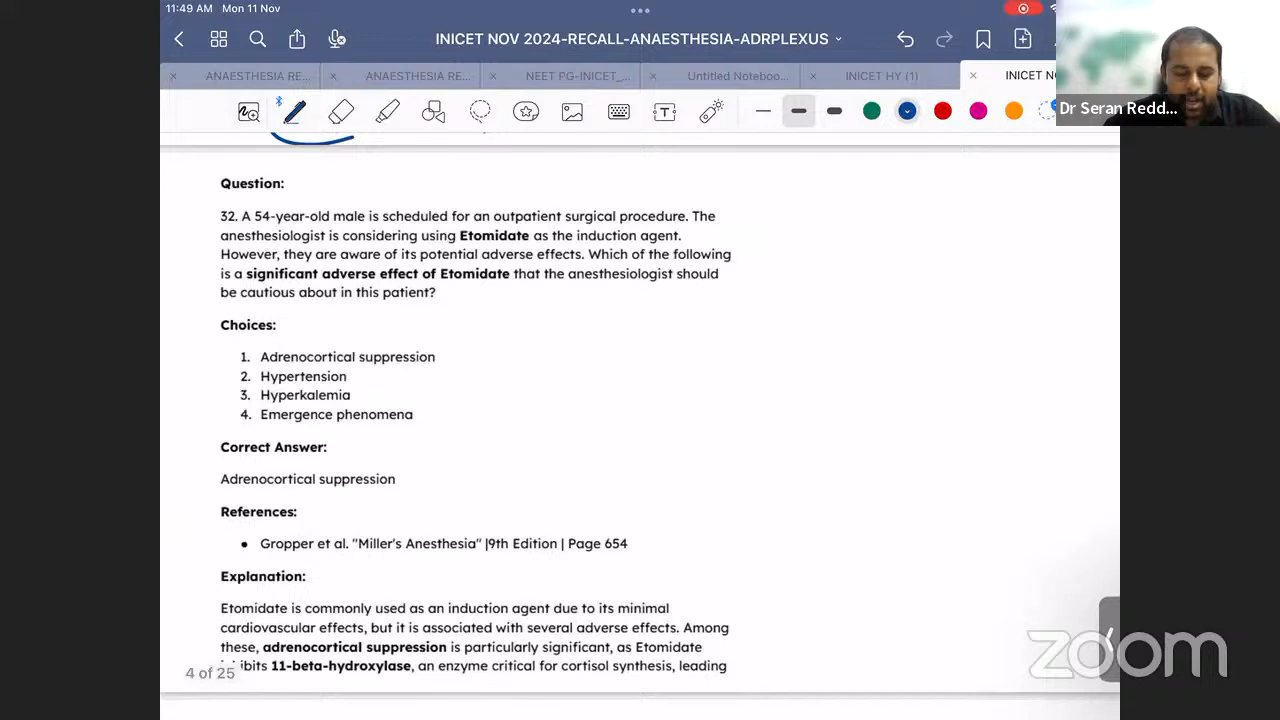 11:49 AM Mon 11 Nov
INICET NOV 2024-RECALL-ANAESTHESIA-ADRPLEXUS
ANAESTHESIA RE...
ANAESTHESIA RE...
NEET PG-INICET_...
Untitled Noteboo...
INICET HY (1)
INICET NO
Dr Seran Redd...
Question:
32. A 54-year-old male is scheduled for an outpatient surgical procedure. The
anesthesiologist is considering using Etomidate as the induction agent.
However, they are aware of its potential adverse effects. Which of the following
is a significant adverse effect of Etomidate that the anesthesiologist should
be cautious about in this patient?
Choices:
1. Adrenocortical suppression
2. Hypertension
3. Hyperkalemia
4. Emergence phenomena
Correct Answer:
Adrenocortical suppression
References:
● Gropper et al. "Miller's Anesthesia" |9th Edition | Page 654
Explanation:
Etomidate is commonly used as an induction agent due to its minimal
cardiovascular effects, but it is associated with several adverse effects. Among
these, adrenocortical suppression is particularly significant, as Etomidate
inhibits 11-beta-hydroxylase, an enzyme critical for cortisol synthesis, leading
4 of 25
zoom